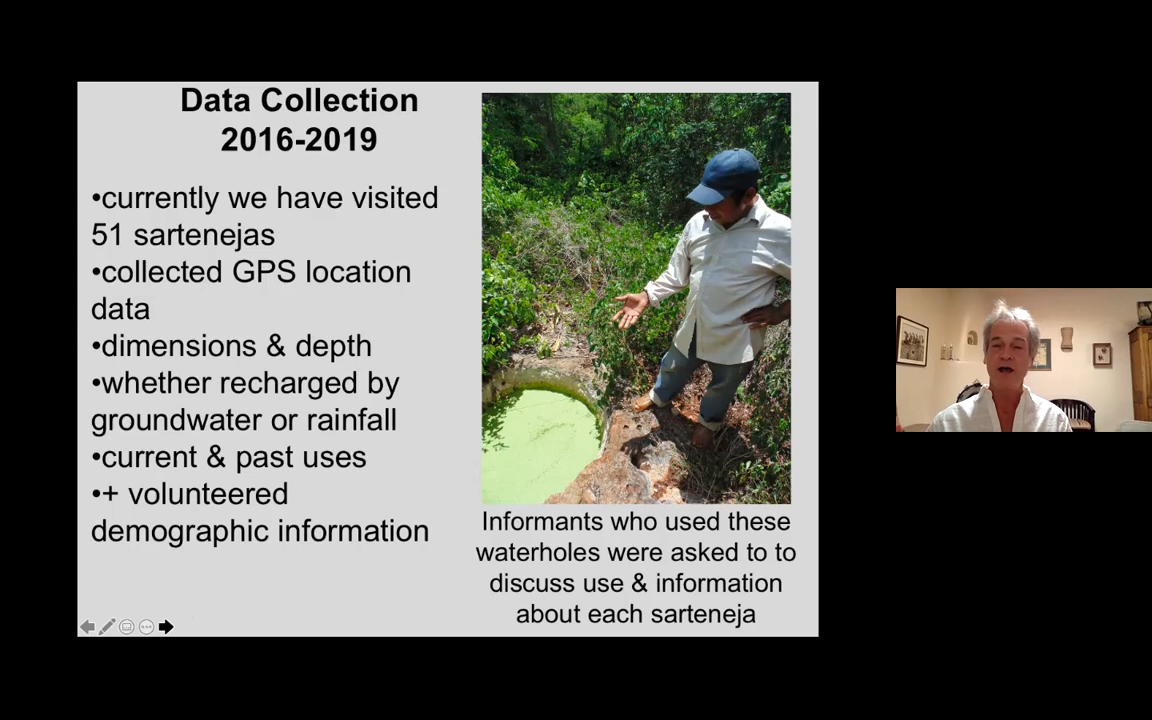 Data Collection
2016-2019
•currently we have visited
51 sartenejas
•collected GPS location
data
•dimensions & depth
•whether recharged by
groundwater or rainfall
•current & past uses
•+ volunteered
demographic information
Informants who used these
waterholes were asked to to
discuss use & information
about each sarteneja